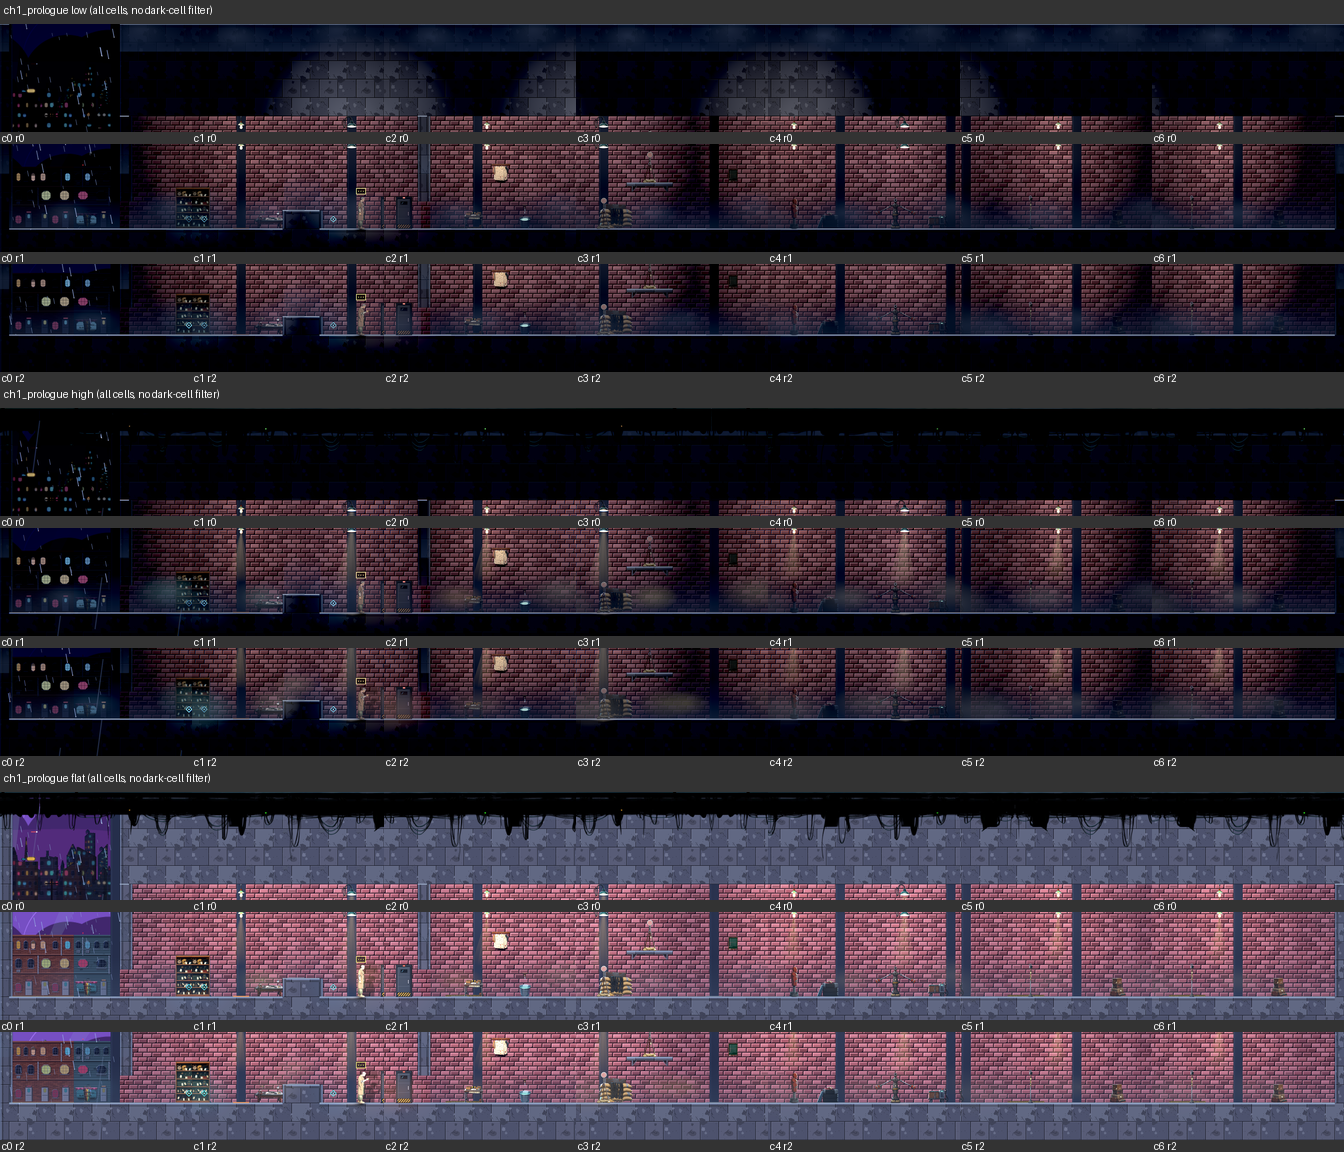 ch1_prologue low (all cells, no dark-cell filter)
c0 r0 c1 r0 c2 r0 c3 r0 c4 r0 c5 r0 c6 r0
c0 r1 c1 r1 c2 r1 c3 r1 c4 r1 c5 r1 c6 r1
c0 r2 c1 r2 c2 r2 c3 r2 c4 r2 c5 r2 c6 r2
ch1_prologue high (all cells, no dark-cell filter)
c0 r0 c1 r0 c2 r0 c3 r0 c4 r0 c5 r0 c6 r0
c0 r1 c1 r1 c2 r1 c3 r1 c4 r1 c5 r1 c6 r1
c0 r2 c1 r2 c2 r2 c3 r2 c4 r2 c5 r2 c6 r2
ch1_prologue flat (all cells, no dark-cell filter)
c0 r0 c1 r0 c2 r0 c3 r0 c4 r0 c5 r0 c6 r0
c0 r1 c1 r1 c2 r1 c3 r1 c4 r1 c5 r1 c6 r1
c0 r2 c1 r2 c2 r2 c3 r2 c4 r2 c5 r2 c6 r2